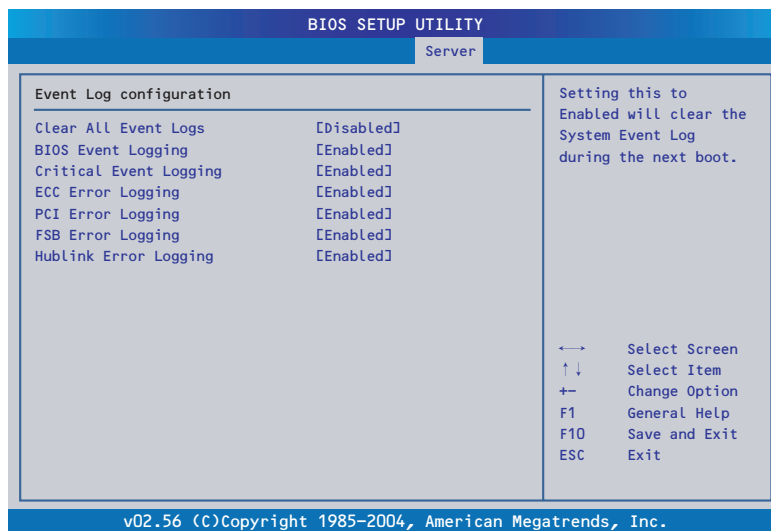 BIOS SETUP UTILITY
Server
Event Log configuration
Clear All Event Logs [Disabled]
BIOS Event Logging [Enabled]
Critical Event Logging [Enabled]
ECC Error Logging [Enabled]
PCI Error Logging [Enabled]
FSB Error Logging [Enabled]
Hublink Error Logging [Enabled]
Setting this to
Enabled will clear the
System Event Log
during the next boot.
←→ Select Screen
↑↓ Select Item
+- Change Option
F1 General Help
F10 Save and Exit
ESC Exit
v02.56 (C)Copyright 1985-2004, American Megatrends, Inc.